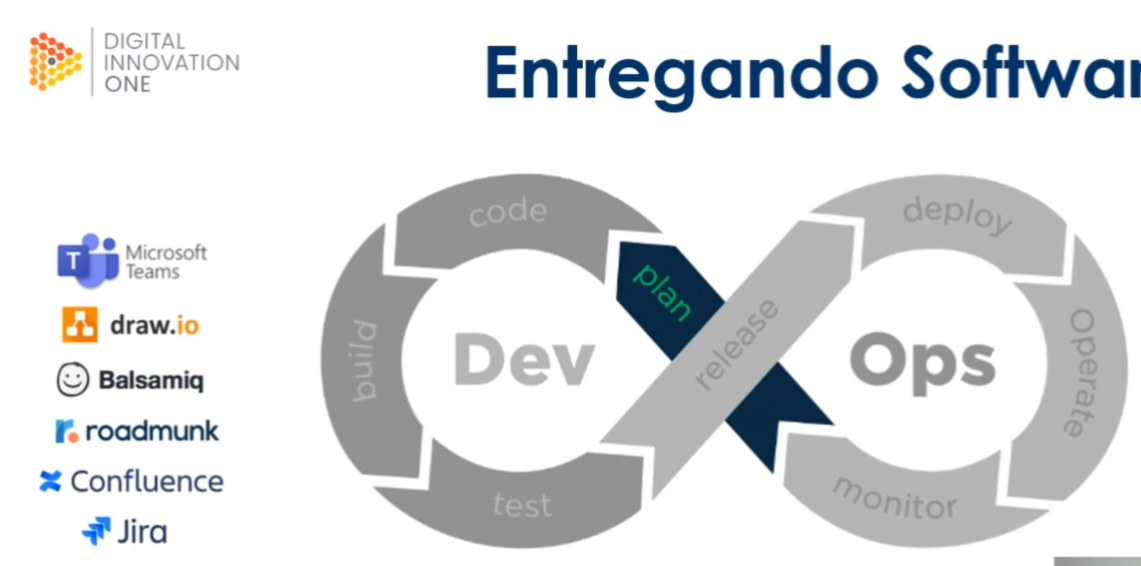 DIGITAL
INNOVATION
ONE
Entregando Softwar
Microsoft
Teams
draw.io
Balsamiq
roadmunk
Confluence
Jira
code
build
test
Dev
plan
release
deploy
Operate
monitor
Ops